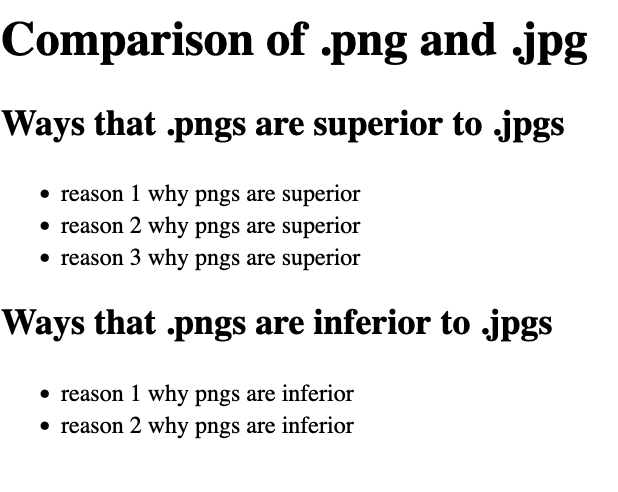 Comparison of .png and .jpg
Ways that .pngs are superior to .jpgs
• reason 1 why pngs are superior
• reason 2 why pngs are superior
• reason 3 why pngs are superior
Ways that .pngs are inferior to .jpgs
• reason 1 why pngs are inferior
• reason 2 why pngs are inferior